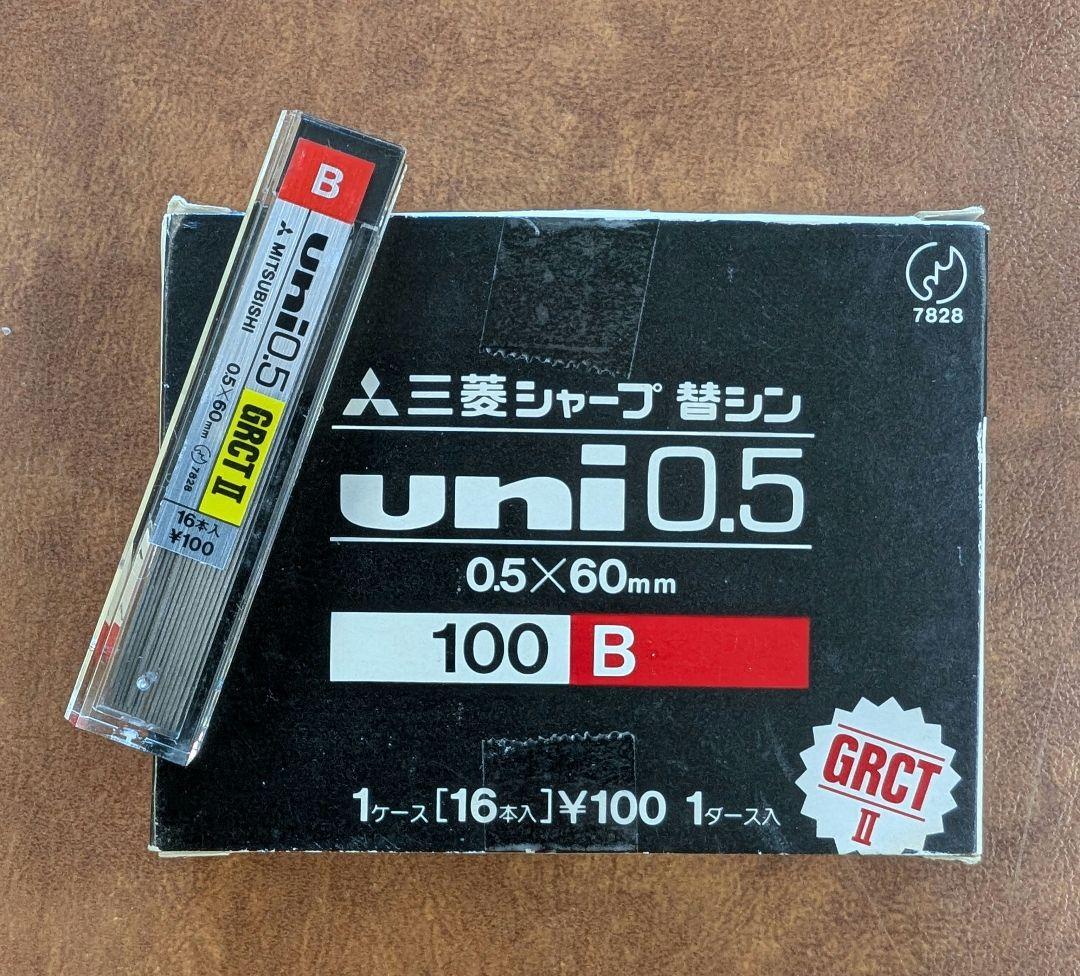 B
uni0.5
MITSUBISHI
0.5×60mm
7828
GRCT II
16本入
¥100
7828
三菱シャープ 替シン
uni0.5
0.5×60mm
100 B
1ケース[16本入]¥100 1ダース入
GRCT
II